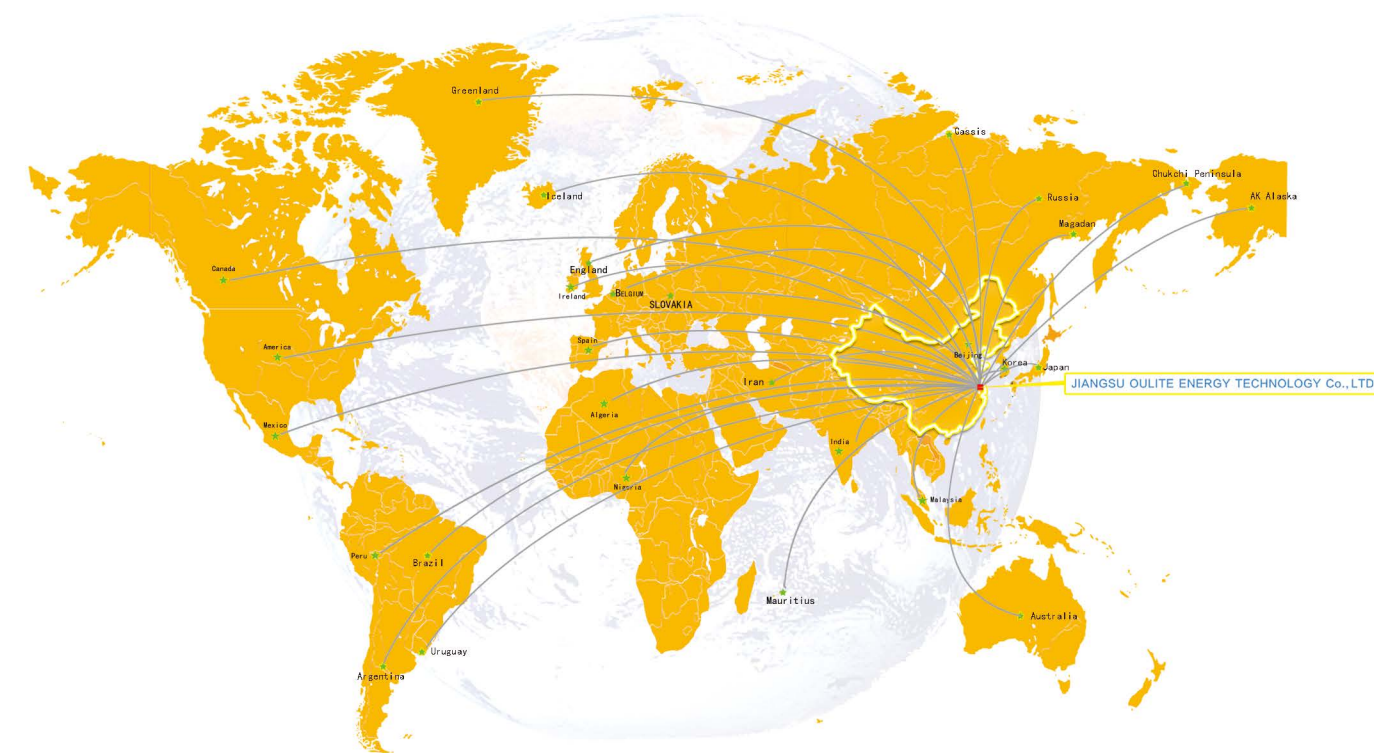 Greenland
Cassis
Chukchi Peninsula
AK Alaska
Iceland
Russia
Magadan
Canada
England
Ireland
BELGIUM
SLOVAKIA
America
Spain
Beijing
Korea
Japan
Iran
JIANGSU OULITE ENERGY TECHNOLOGY Co.,LTD
Algeria
Mexico
India
Nigeria
Malaysia
Peru
Brazil
Mauritius
Australia
Uruguay
Argentina